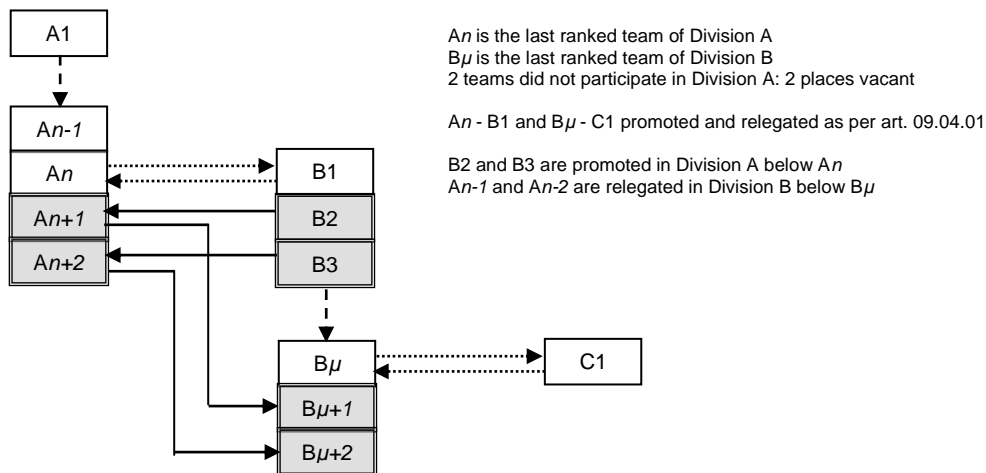 A1
An is the last ranked team of Division A
Bµ is the last ranked team of Division B
2 teams did not participate in Division A: 2 places vacant
An - B1 and Bµ - C1 promoted and relegated as per art. 09.04.01
B2 and B3 are promoted in Division A below An
An-1 and An-2 are relegated in Division B below Bµ
An-1
An
B1
An+1
B2
An+2
B3
Bµ
C1
Bµ+1
Bµ+2